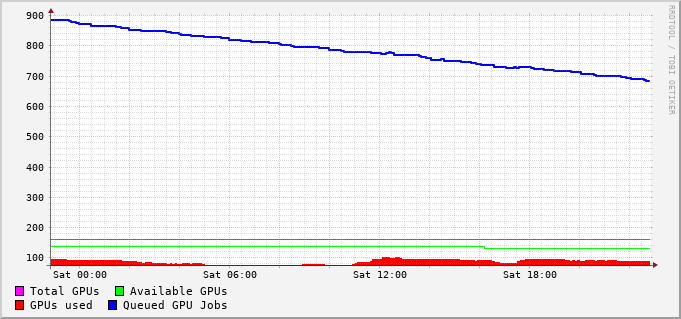 900
800
700
600
500
400
300
200
100
Sat 00:00 Sat 06:00 Sat 12:00 Sat 18:00
Total GPUs Available GPUs
GPUs used Queued GPU Jobs
RRDTOOL / TOBI OETIKER